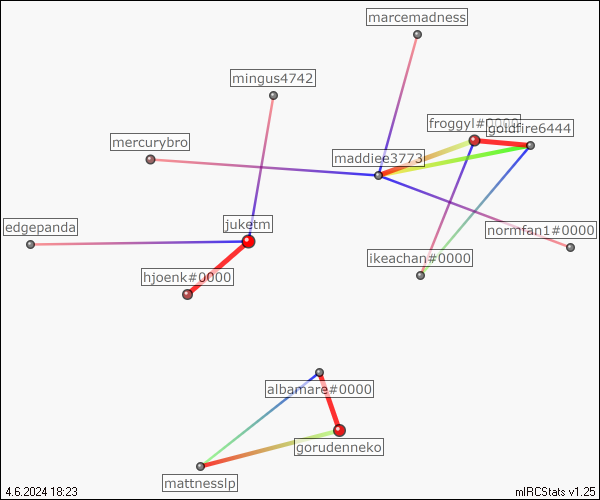 marcemadness
mingus4742
froggyl#0000
goldfire6444
mercurybro
maddiee3773
edgepanda
juketm
normfan1#0000
ikeachan#0000
hjoenk#0000
albamare#0000
gorudenneko
mattnesslp
4.6.2024 18:23
mIRCStats v1.25